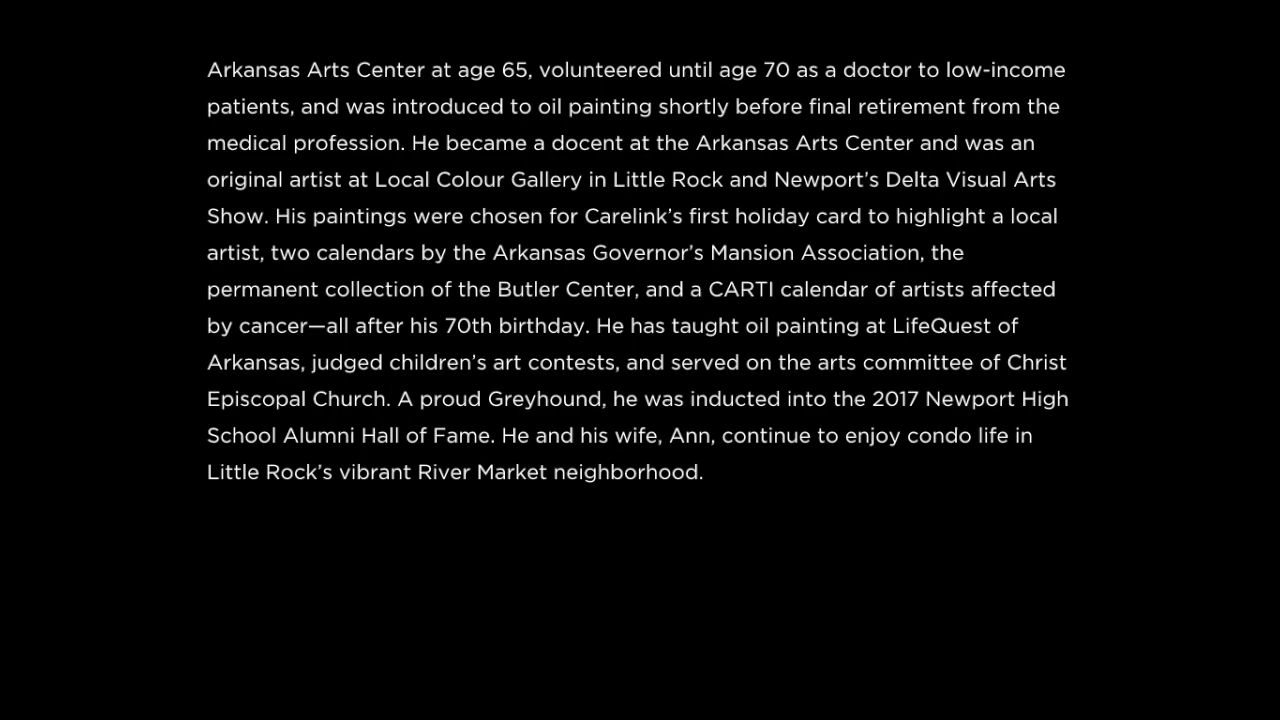 Arkansas Arts Center at age 65, volunteered until age 70 as a doctor to low-income
patients, and was introduced to oil painting shortly before final retirement from the
medical profession. He became a docent at the Arkansas Arts Center and was an
original artist at Local Colour Gallery in Little Rock and Newport’s Delta Visual Arts
Show. His paintings were chosen for Carelink’s first holiday card to highlight a local
artist, two calendars by the Arkansas Governor’s Mansion Association, the
permanent collection of the Butler Center, and a CARTI calendar of artists affected
by cancer—all after his 70th birthday. He has taught oil painting at LifeQuest of
Arkansas, judged children’s art contests, and served on the arts committee of Christ
Episcopal Church. A proud Greyhound, he was inducted into the 2017 Newport High
School Alumni Hall of Fame. He and his wife, Ann, continue to enjoy condo life in
Little Rock’s vibrant River Market neighborhood.